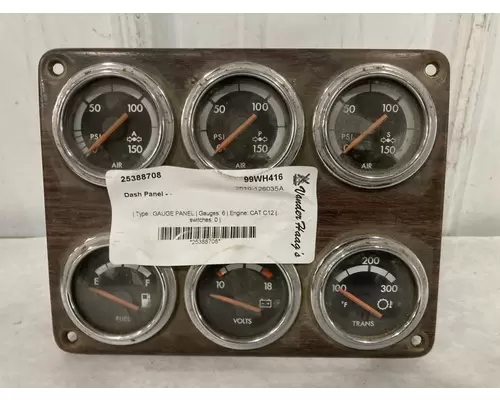 50 100
PSI A 150
AIR
50 100
PSI P 150
AIR
50 100
PSI S 150
AIR
25388708 99WH416
Dash Panel - -
( Type : GAUGE PANEL | Gauges: 6 | Engine: CAT C12 |
switches: 0 )
*25388708*
Vander Haag's
E F
FUEL
10 18
VOLTS
200
100 300
°F
TRANS